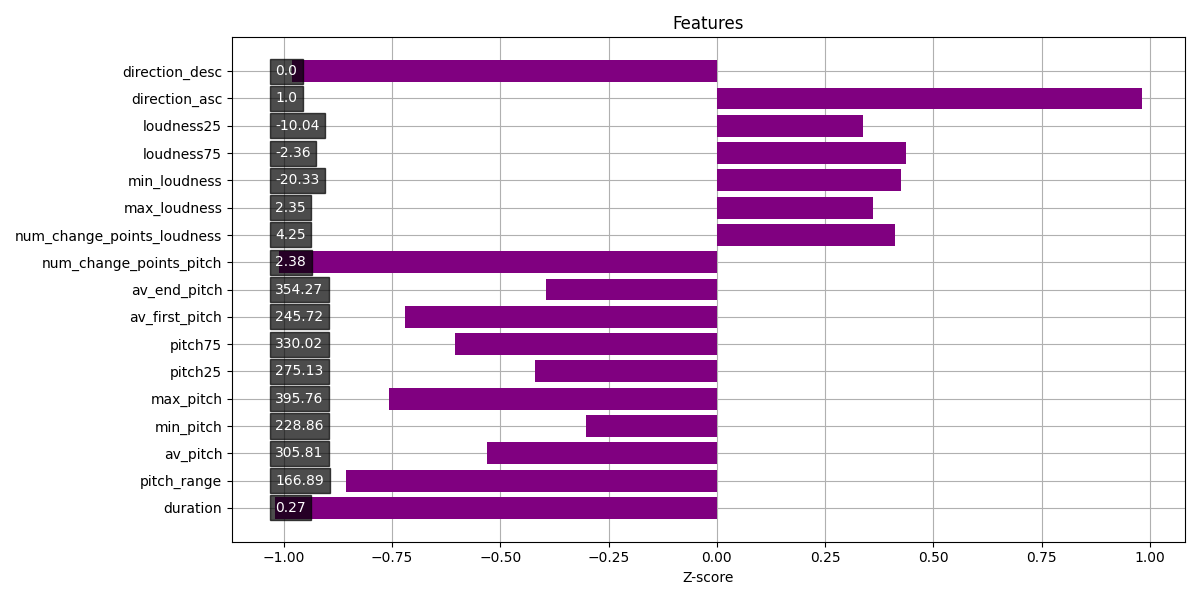 Features
direction_desc 0.0
direction_asc 1.0
loudness25 -10.04
loudness75 -2.36
min_loudness -20.33
max_loudness 2.35
num_change_points_loudness 4.25
num_change_points_pitch 2.38
av_end_pitch 354.27
av_first_pitch 245.72
pitch75 330.02
pitch25 275.13
max_pitch 395.76
min_pitch 228.86
av_pitch 305.81
pitch_range 166.89
duration 0.27
−1.00 −0.75 −0.50 −0.25 0.00 0.25 0.50 0.75 1.00
Z-score